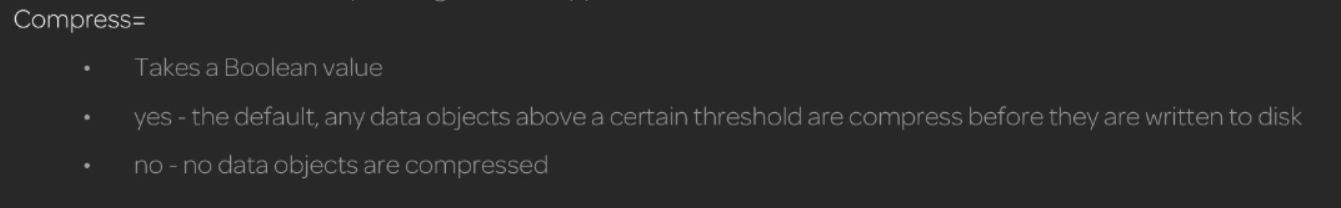 Compress=
• Takes a Boolean value
• yes - the default, any data objects above a certain threshold are compress before they are written to disk
• no - no data objects are compressed